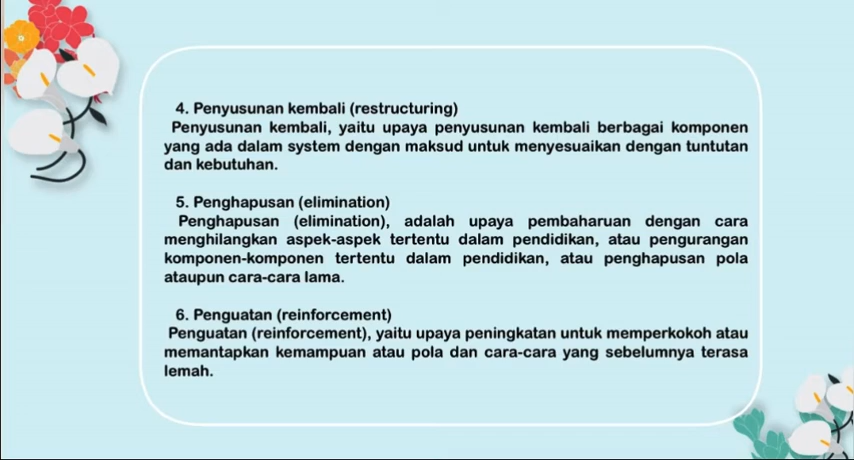 4. Penyusunan kembali (restructuring)
Penyusunan kembali, yaitu upaya penyusunan kembali berbagai komponen
yang ada dalam system dengan maksud untuk menyesuaikan dengan tuntutan
dan kebutuhan.
5. Penghapusan (elimination)
Penghapusan (elimination), adalah upaya pembaharuan dengan cara
menghilangkan aspek-aspek tertentu dalam pendidikan, atau pengurangan
komponen-komponen tertentu dalam pendidikan, atau penghapusan pola
ataupun cara-cara lama.
6. Penguatan (reinforcement)
Penguatan (reinforcement), yaitu upaya peningkatan untuk memperkokoh atau
memantapkan kemampuan atau pola dan cara-cara yang sebelumnya terasa
lemah.